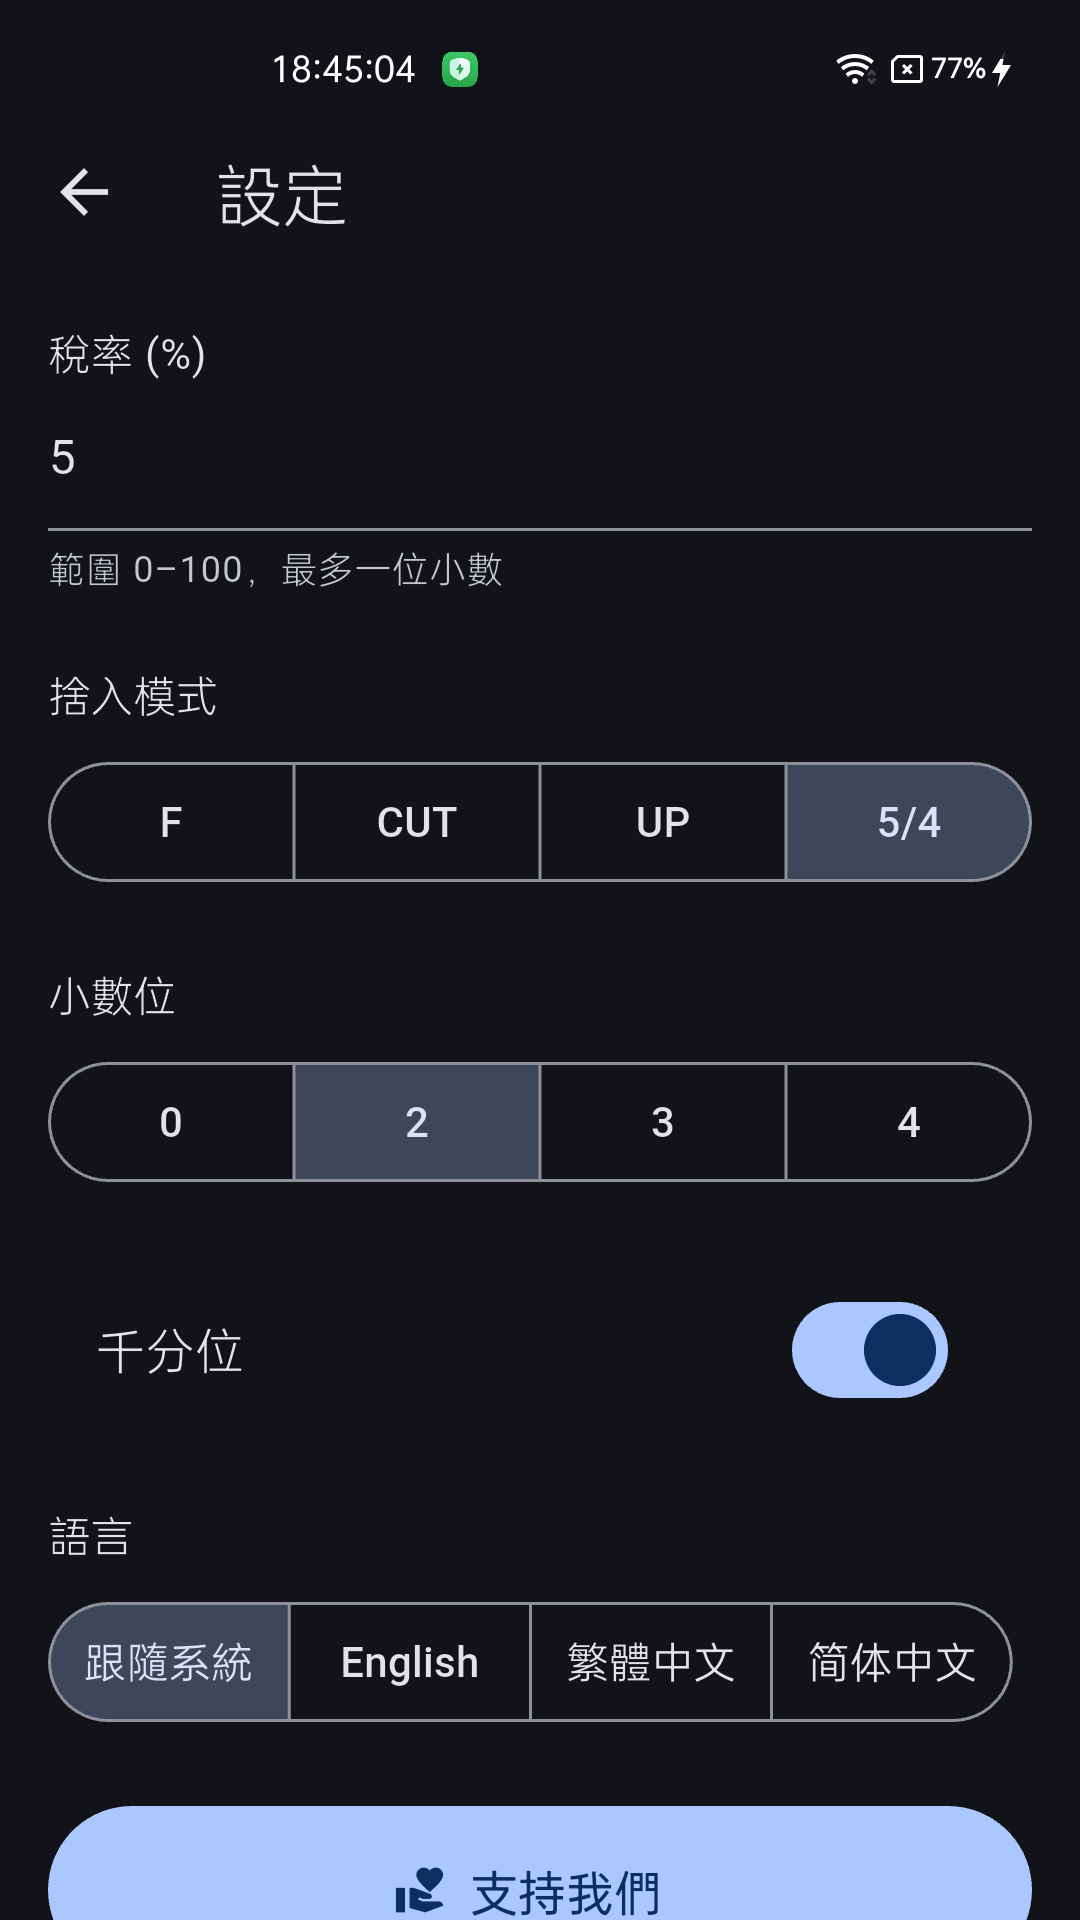 18:45:04 77%
設定
稅率 (%)
5
範圍 0–100，最多一位小數
捨入模式
F CUT UP 5/4
小數位
0 2 3 4
千分位
語言
跟隨系統 English 繁體中文 简体中文
支持我們